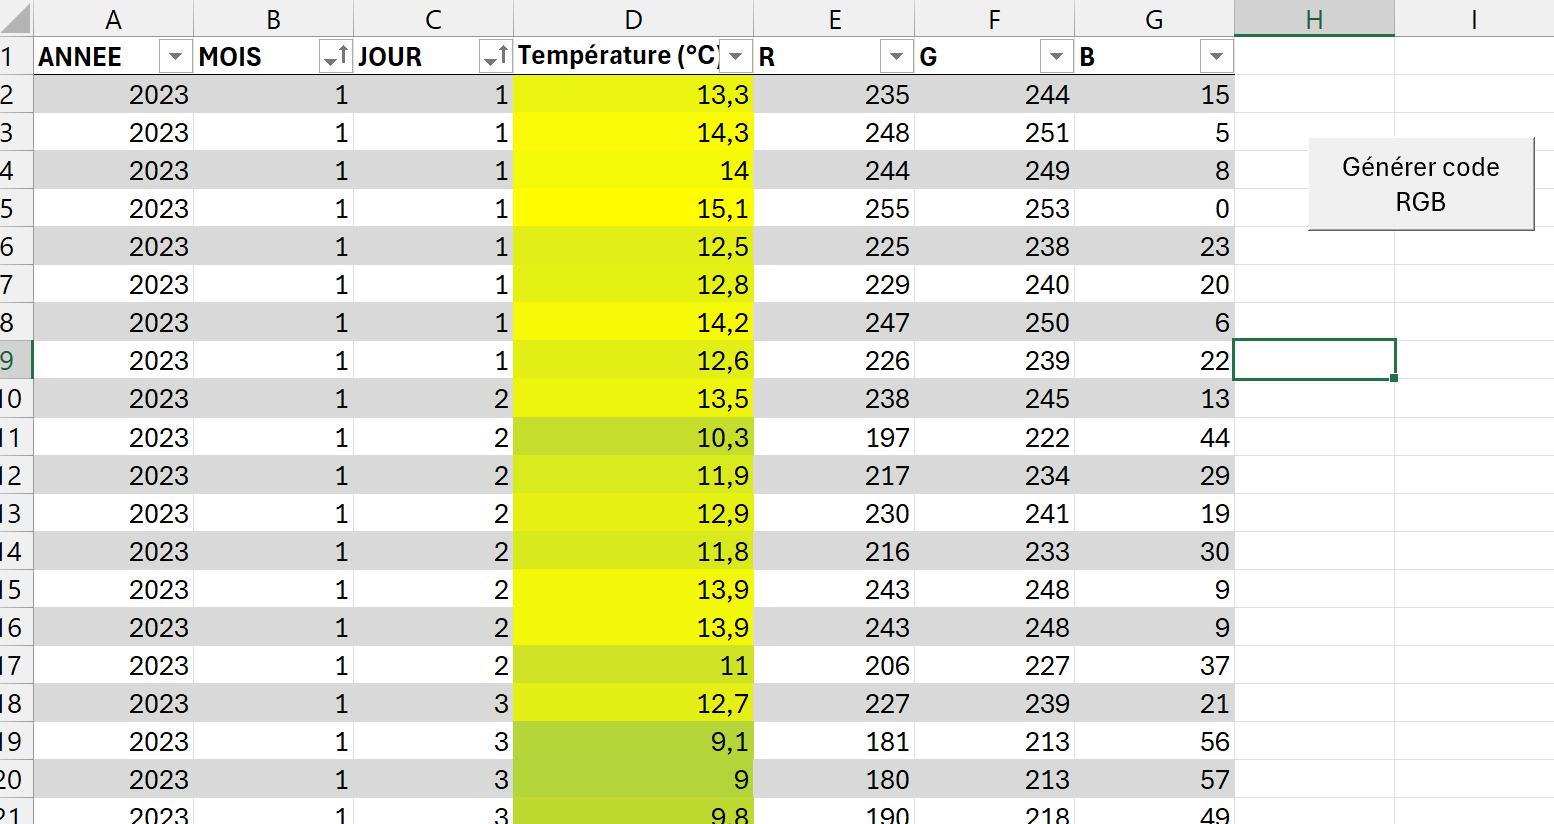 A B C D E F G H I
1 ANNEE MOIS JOUR Température (°C) R G B
2 2023 1 1 13,3 235 244 15
3 2023 1 1 14,3 248 251 5
4 2023 1 1 14 244 249 8
Générer code
RGB
5 2023 1 1 15,1 255 253 0
6 2023 1 1 12,5 225 238 23
7 2023 1 1 12,8 229 240 20
8 2023 1 1 14,2 247 250 6
9 2023 1 1 12,6 226 239 22
10 2023 1 2 13,5 238 245 13
11 2023 1 2 10,3 197 222 44
12 2023 1 2 11,9 217 234 29
13 2023 1 2 12,9 230 241 19
14 2023 1 2 11,8 216 233 30
15 2023 1 2 13,9 243 248 9
16 2023 1 2 13,9 243 248 9
17 2023 1 2 11 206 227 37
18 2023 1 3 12,7 227 239 21
19 2023 1 3 9,1 181 213 56
20 2023 1 3 9 180 213 57
21 2023 1 3 9,8 190 218 49